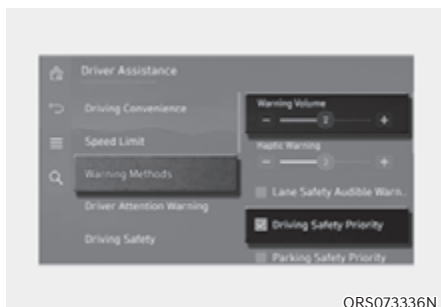 Driver Assistance
Driving Convenience
Speed Limit
Warning Methods
Driver Attention Warning
Driving Safety
Warning Volume
Haptic Warning
Lane Safety Audible Warn..
Driving Safety Priority
Parking Safety Priority
ORS073336N